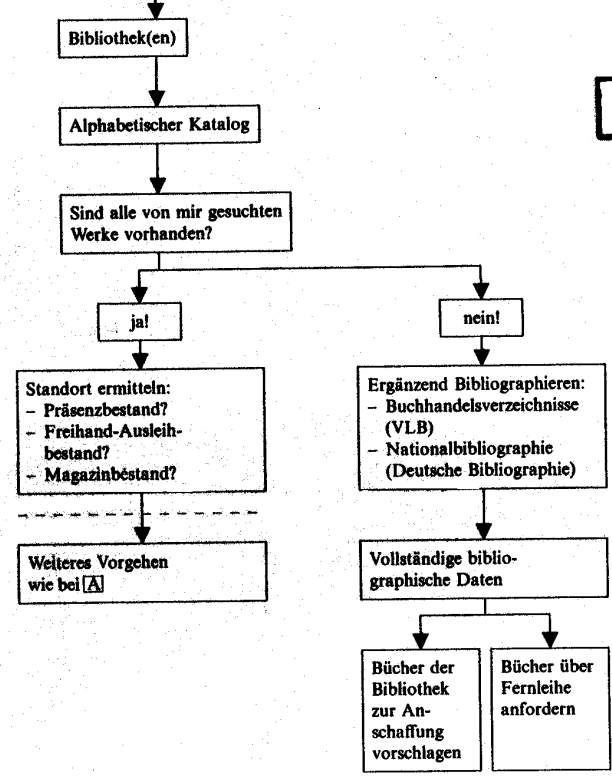 Bibliothek(en)
Alphabetischer Katalog
Sind alle von mir gesuchten
Werke vorhanden?
ja!
nein!
Standort ermitteln:
– Präsenzbestand?
– Freihand-Ausleih-
bestand?
– Magazinbestand?
Ergänzend Bibliographieren:
– Buchhandelsverzeichnisse
(VLB)
– Nationalbibliographie
(Deutsche Bibliographie)
Weiteres Vorgehen
wie bei A
Vollständige biblio-
graphische Daten
Bücher der
Bibliothek
zur An-
schaffung
vorschlagen
Bücher über
Fernleihe
anfordern